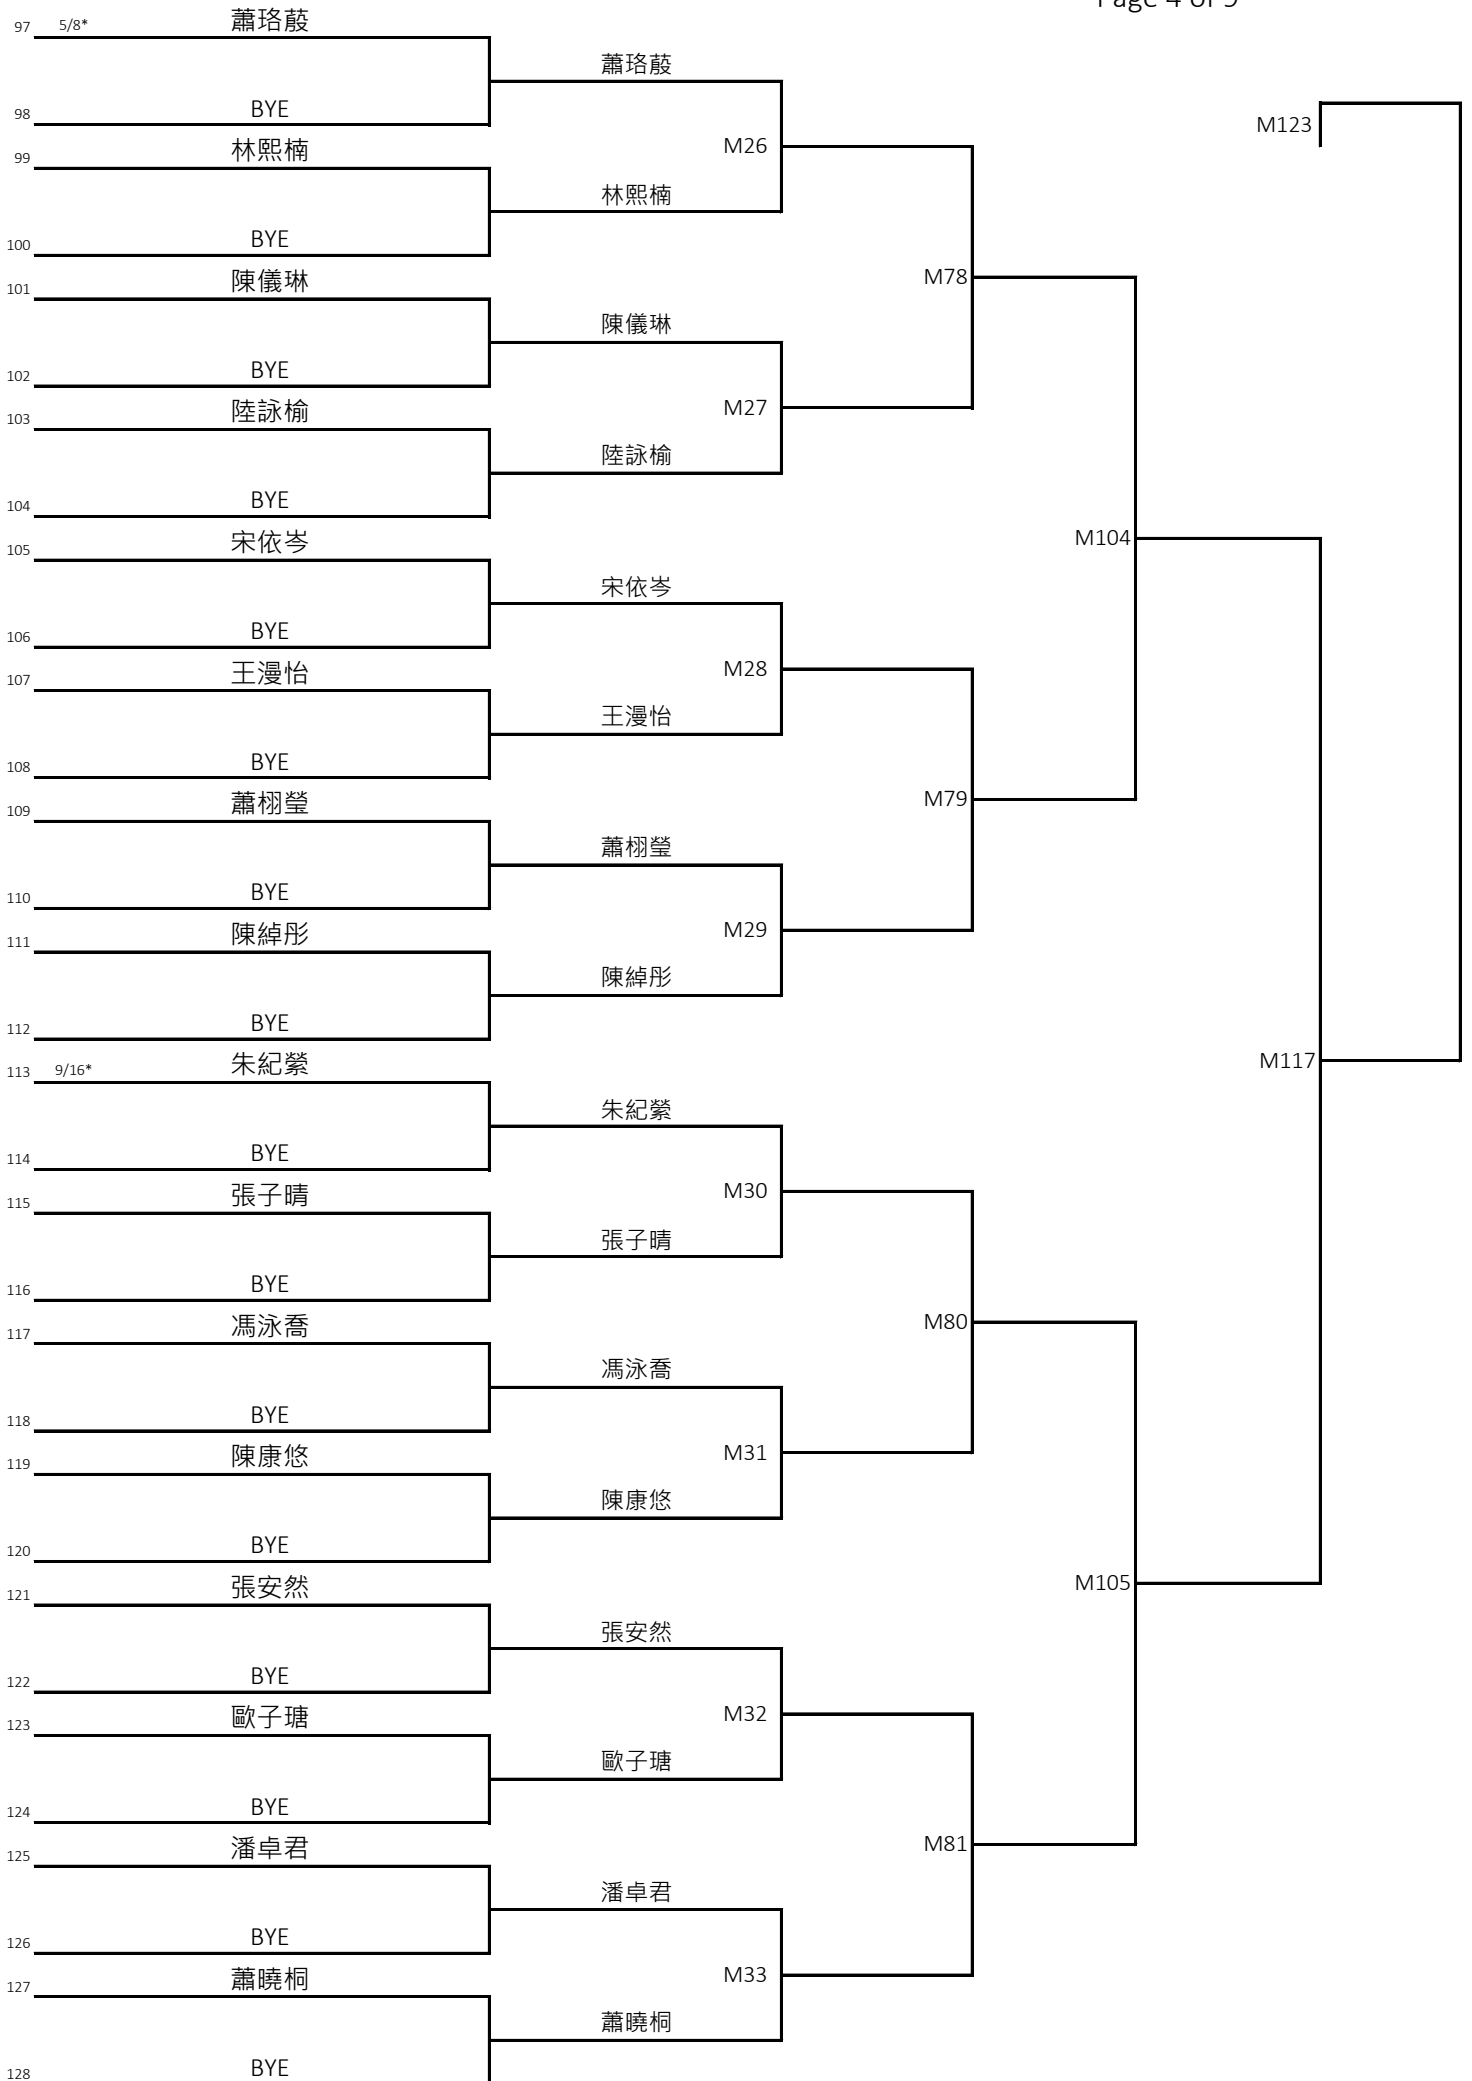 Page 4 of 9
97 5/8* 蕭珞蒑
蕭珞蒑
98 BYE
M123
99 林熙楠
M26
林熙楠
100 BYE
101 陳儀琳
M78
陳儀琳
102 BYE
103 陸詠榆
M27
陸詠榆
104 BYE
105 宋依岑
M104
宋依岑
106 BYE
107 王漫怡
M28
王漫怡
108 BYE
109 蕭栩瑩
M79
蕭栩瑩
110 BYE
111 陳綽彤
M29
陳綽彤
112 BYE
113 9/16* 朱紀縈
M117
朱紀縈
114 BYE
115 張子晴
M30
張子晴
116 BYE
117 馮泳喬
M80
馮泳喬
118 BYE
119 陳康悠
M31
陳康悠
120 BYE
121 張安然
M105
張安然
122 BYE
123 歐子瑭
M32
歐子瑭
124 BYE
125 潘卓君
M81
潘卓君
126 BYE
127 蕭曉桐
M33
蕭曉桐
128 BYE